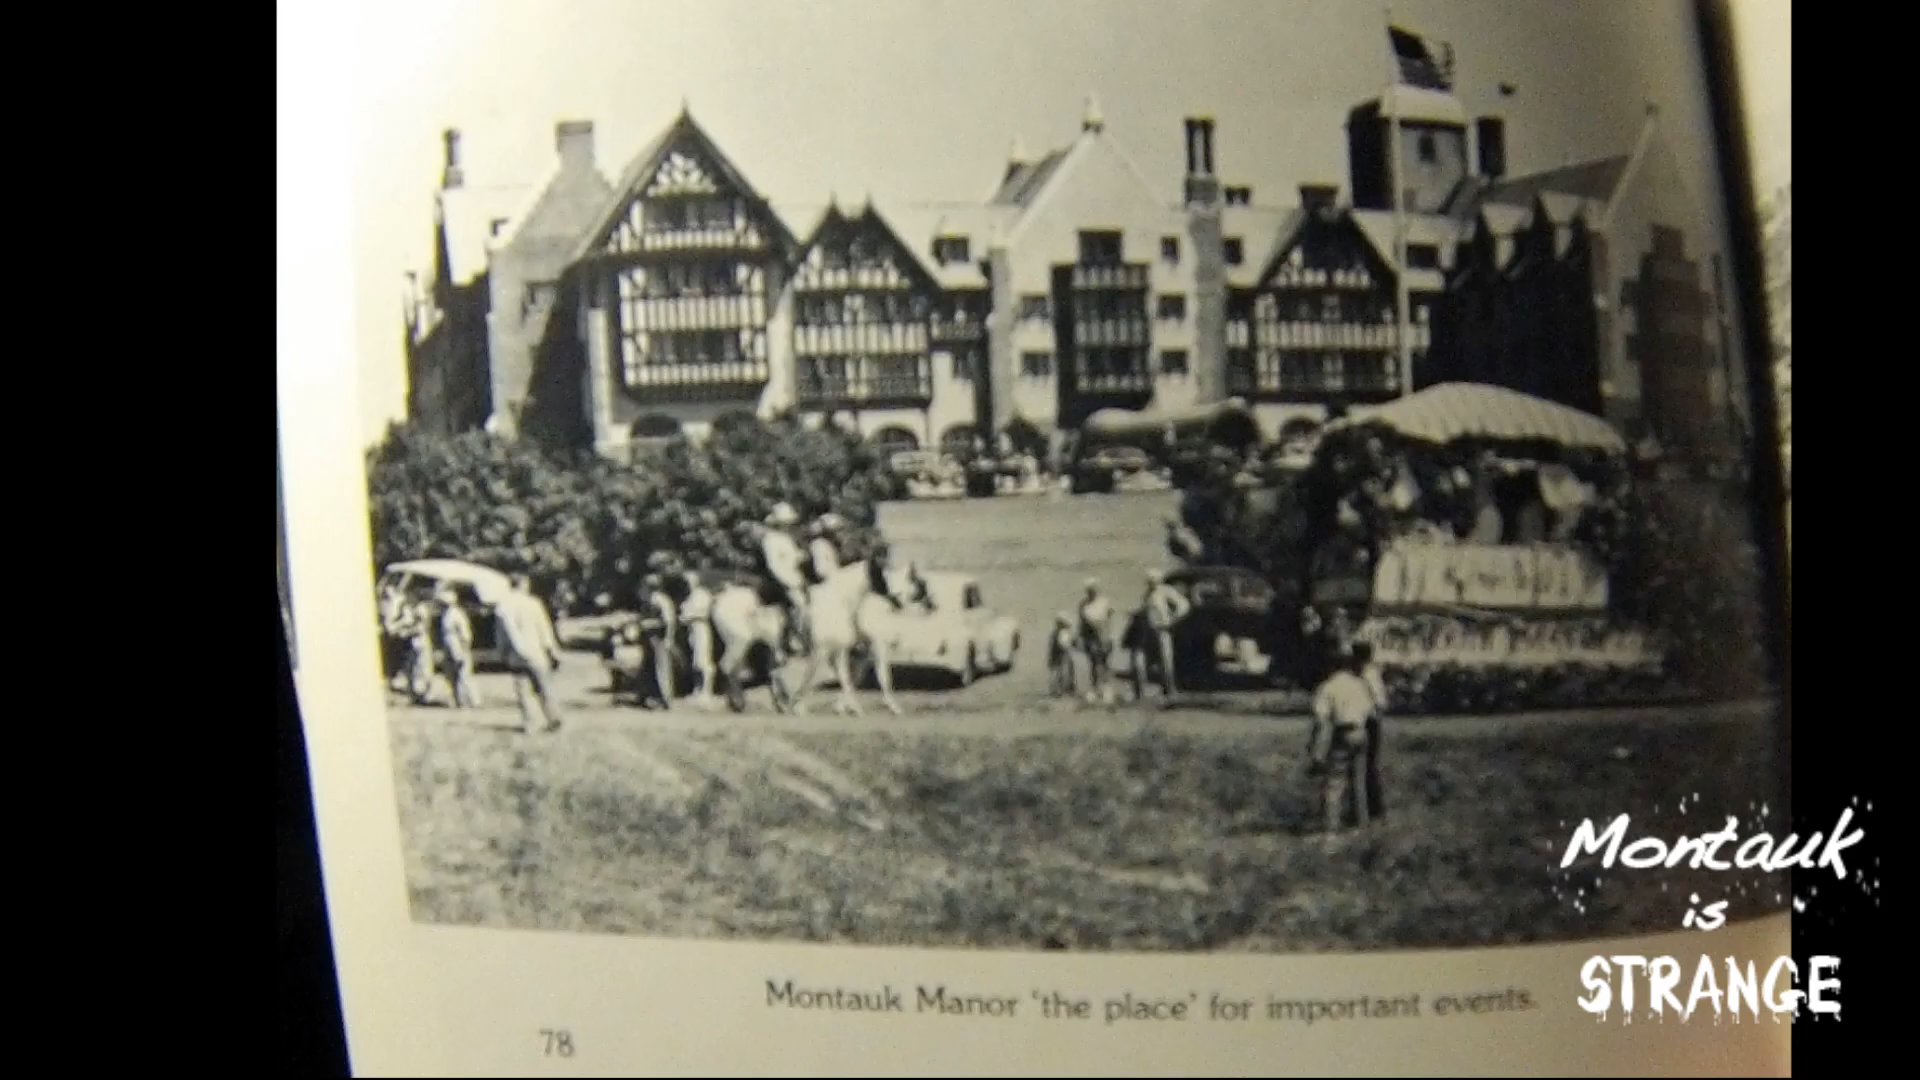 Montauk Manor 'the place' for important events.
78
Montauk
is
STRANGE